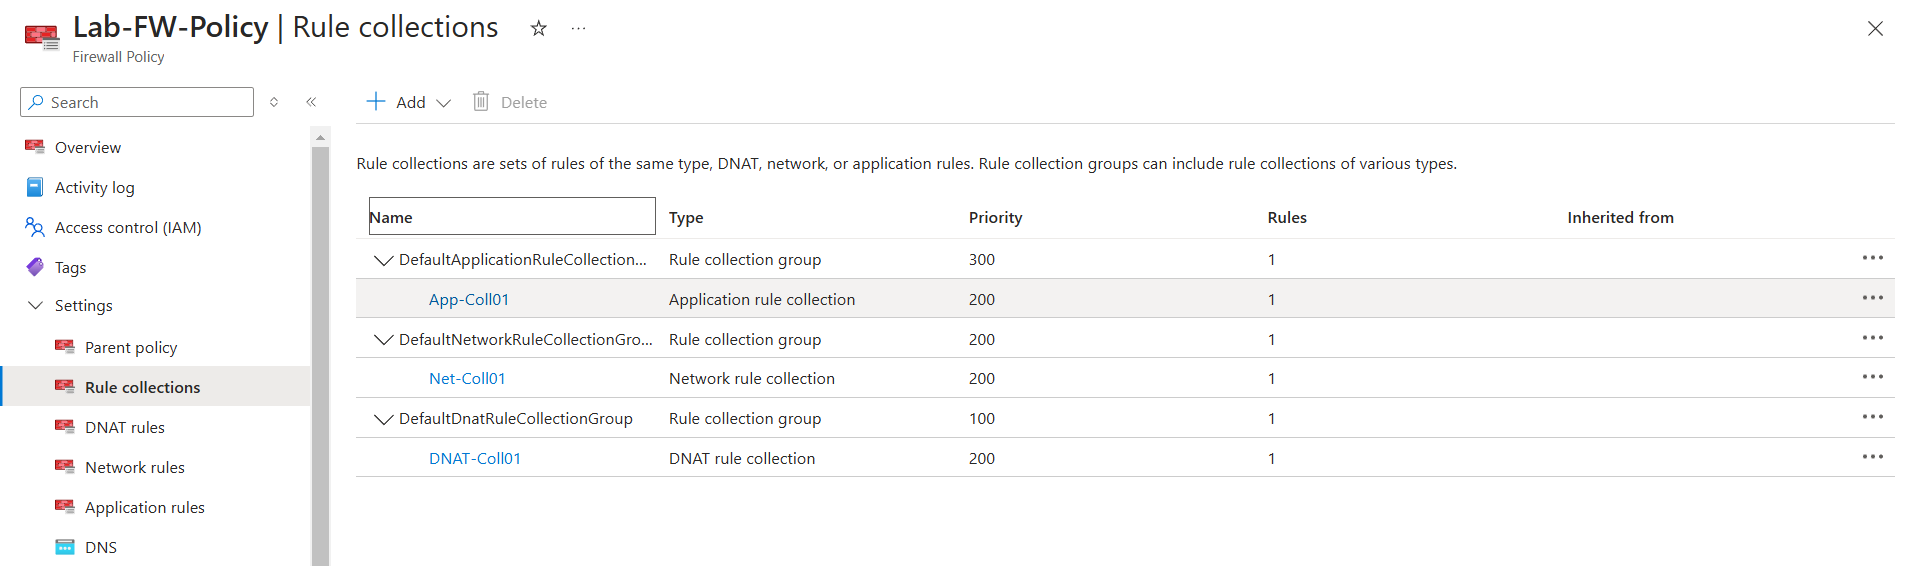 Lab-FW-Policy | Rule collections
Firewall Policy
Search
Add
Delete
Overview
Activity log
Access control (IAM)
Tags
Settings
Parent policy
Rule collections
DNAT rules
Network rules
Application rules
DNS
Rule collections are sets of rules of the same type, DNAT, network, or application rules. Rule collection groups can include rule collections of various types.
Name Type Priority Rules Inherited from
DefaultApplicationRuleCollection... Rule collection group 300 1
App-Coll01 Application rule collection 200 1
DefaultNetworkRuleCollectionGro... Rule collection group 200 1
Net-Coll01 Network rule collection 200 1
DefaultDnatRuleCollectionGroup Rule collection group 100 1
DNAT-Coll01 DNAT rule collection 200 1